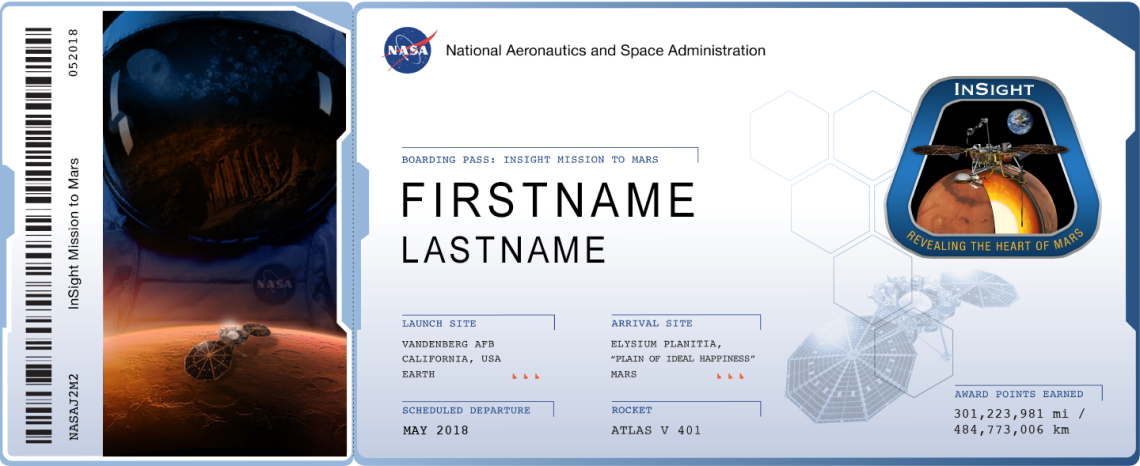 052018
InSight Mission to Mars
NASAJ2M2
NASA
NASA
National Aeronautics and Space Administration
INSIGHT
REVEALING THE HEART OF MARS
BOARDING PASS: INSIGHT MISSION TO MARS
FIRSTNAME
LASTNAME
LAUNCH SITE
VANDENBERG AFB
CALIFORNIA, USA
EARTH
ARRIVAL SITE
ELYSIUM PLANITIA,
“PLAIN OF IDEAL HAPPINESS”
MARS
SCHEDULED DEPARTURE
MAY 2018
ROCKET
ATLAS V 401
AWARD POINTS EARNED
301,223,981 mi /
484,773,006 km